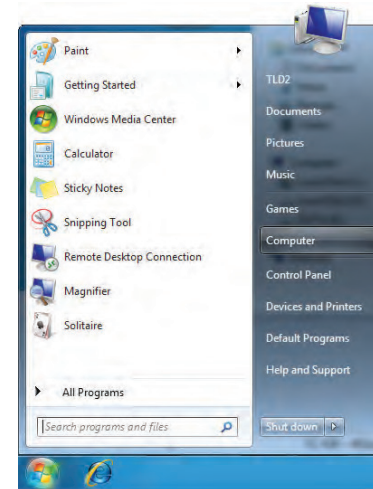 Paint
Getting Started
Windows Media Center
Calculator
Sticky Notes
Snipping Tool
Remote Desktop Connection
Magnifier
Solitaire
All Programs
Search programs and files
TLD2
Documents
Pictures
Music
Games
Computer
Control Panel
Devices and Printers
Default Programs
Help and Support
Shut down